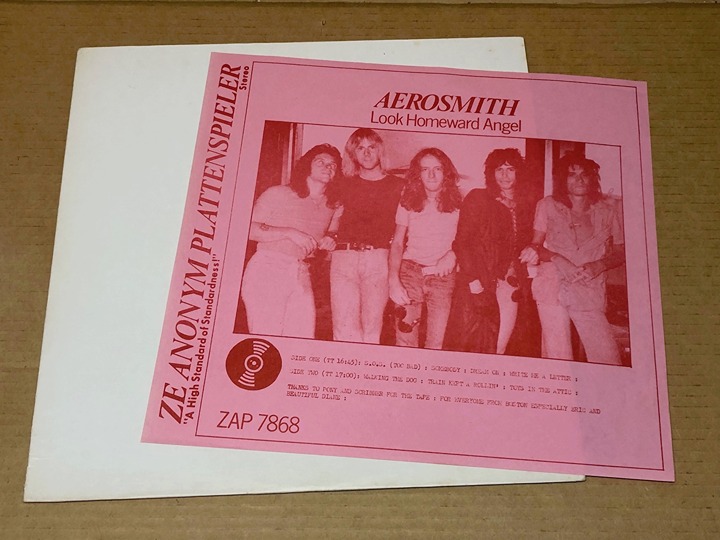 ZE ANONYM PLATTENSPIELER
"A High Standard of Standardness!"
Stereo
AEROSMITH
Look Homeward Angel
SIDE ONE (TT 16:45): S.O.S. (TOO BAD) : SOMEBODY : DREAM ON : WRITE ME A LETTER :
SIDE TWO (TT 17:00): WALKING THE DOG : TRAIN KEPT A ROLLIN' : TOYS IN THE ATTIC :
THANKS TO PONY AND SCRIBBER FOR THE TAPE : FOR EVERYONE FROM BOSTON ESPECIALLY ERIC AND
BEAUTIFUL DIANE :
ZAP 7868